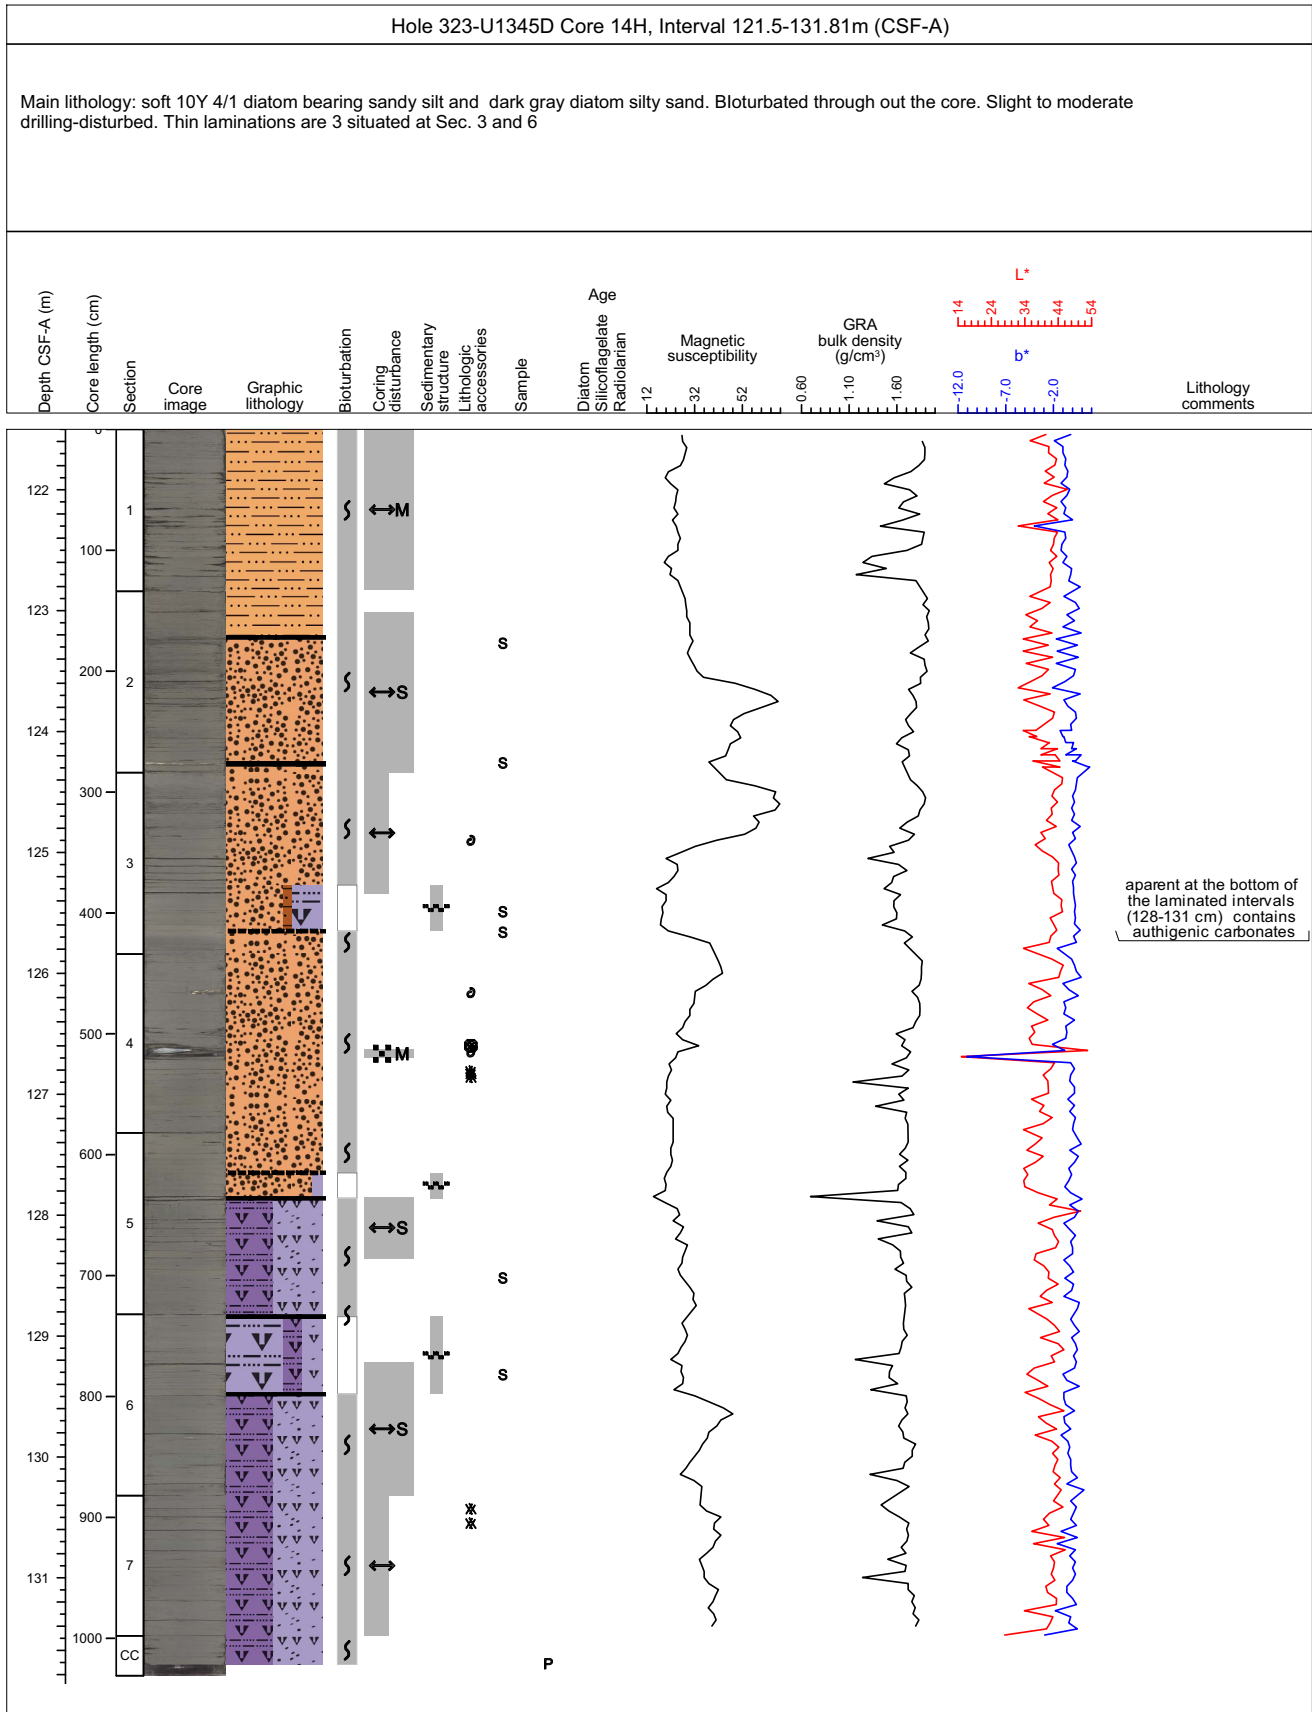 Hole 323-U1345D Core 14H, Interval 121.5-131.81m (CSF-A)
Main lithology: soft 10Y 4/1 diatom bearing sandy silt and dark gray diatom silty sand. BIoturbated through out the core. Slight to moderate
drilling-disturbed. Thin laminations are 3 situated at Sec. 3 and 6
Depth CSF-A (m)
Core length (cm)
Section
Core
image
Graphic
lithology
Bioturbation
Coring
disturbance
Sedimentary
structure
Lithologic
accessories
Sample
Age
Diatom
Silicoflagelate
Radiolarian
Magnetic
susceptibility
12 32 52
GRA
bulk density
(g/cm³)
0.60 1.10 1.60
L*
14 24 34 44 54
b*
-12.0 -7.0 -2.0
Lithology
comments
0
122
1
M
100
123
S
200
2
S
124
S
300
125
3
aparent at the bottom of
the laminated intervals
(128-131 cm) contains
authigenic carbonates
400
S
S
126
500
4
M
127
600
128
5
S
700
S
129
S
800
6
S
130
900
7
131
1000
CC
P